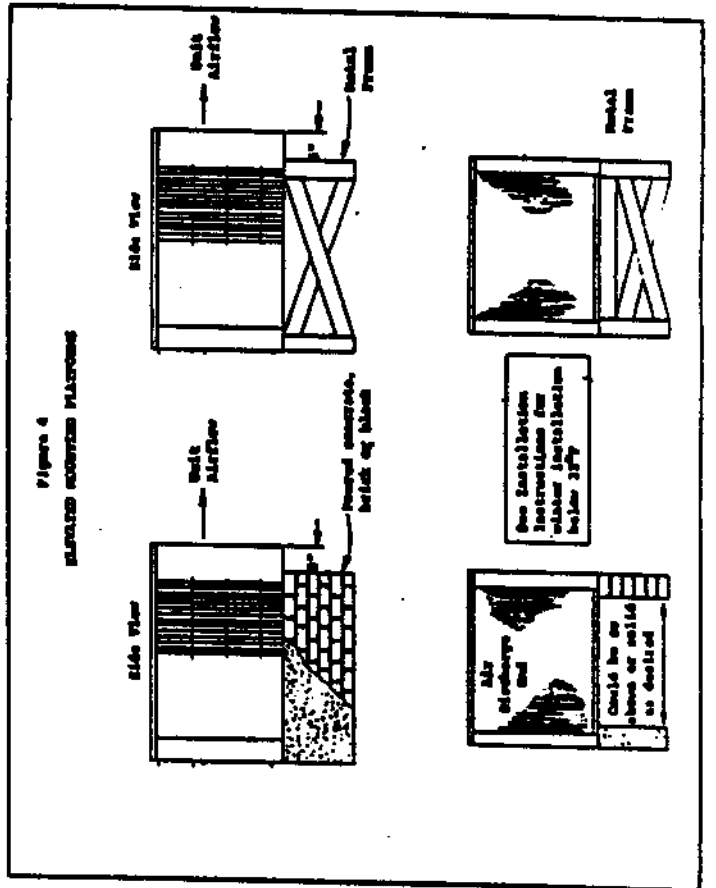 Figure 4
ELEVATED MOUNTING PLATFORMS
Side View
Unit
Airflow
Poured concrete,
brick or block
Side View
Unit
Airflow
Metal
Frame
Air
Discharge
End
Could be as
shown or solid
as desired
See Installation
Instructions for
winter installation
below
Metal
Frame